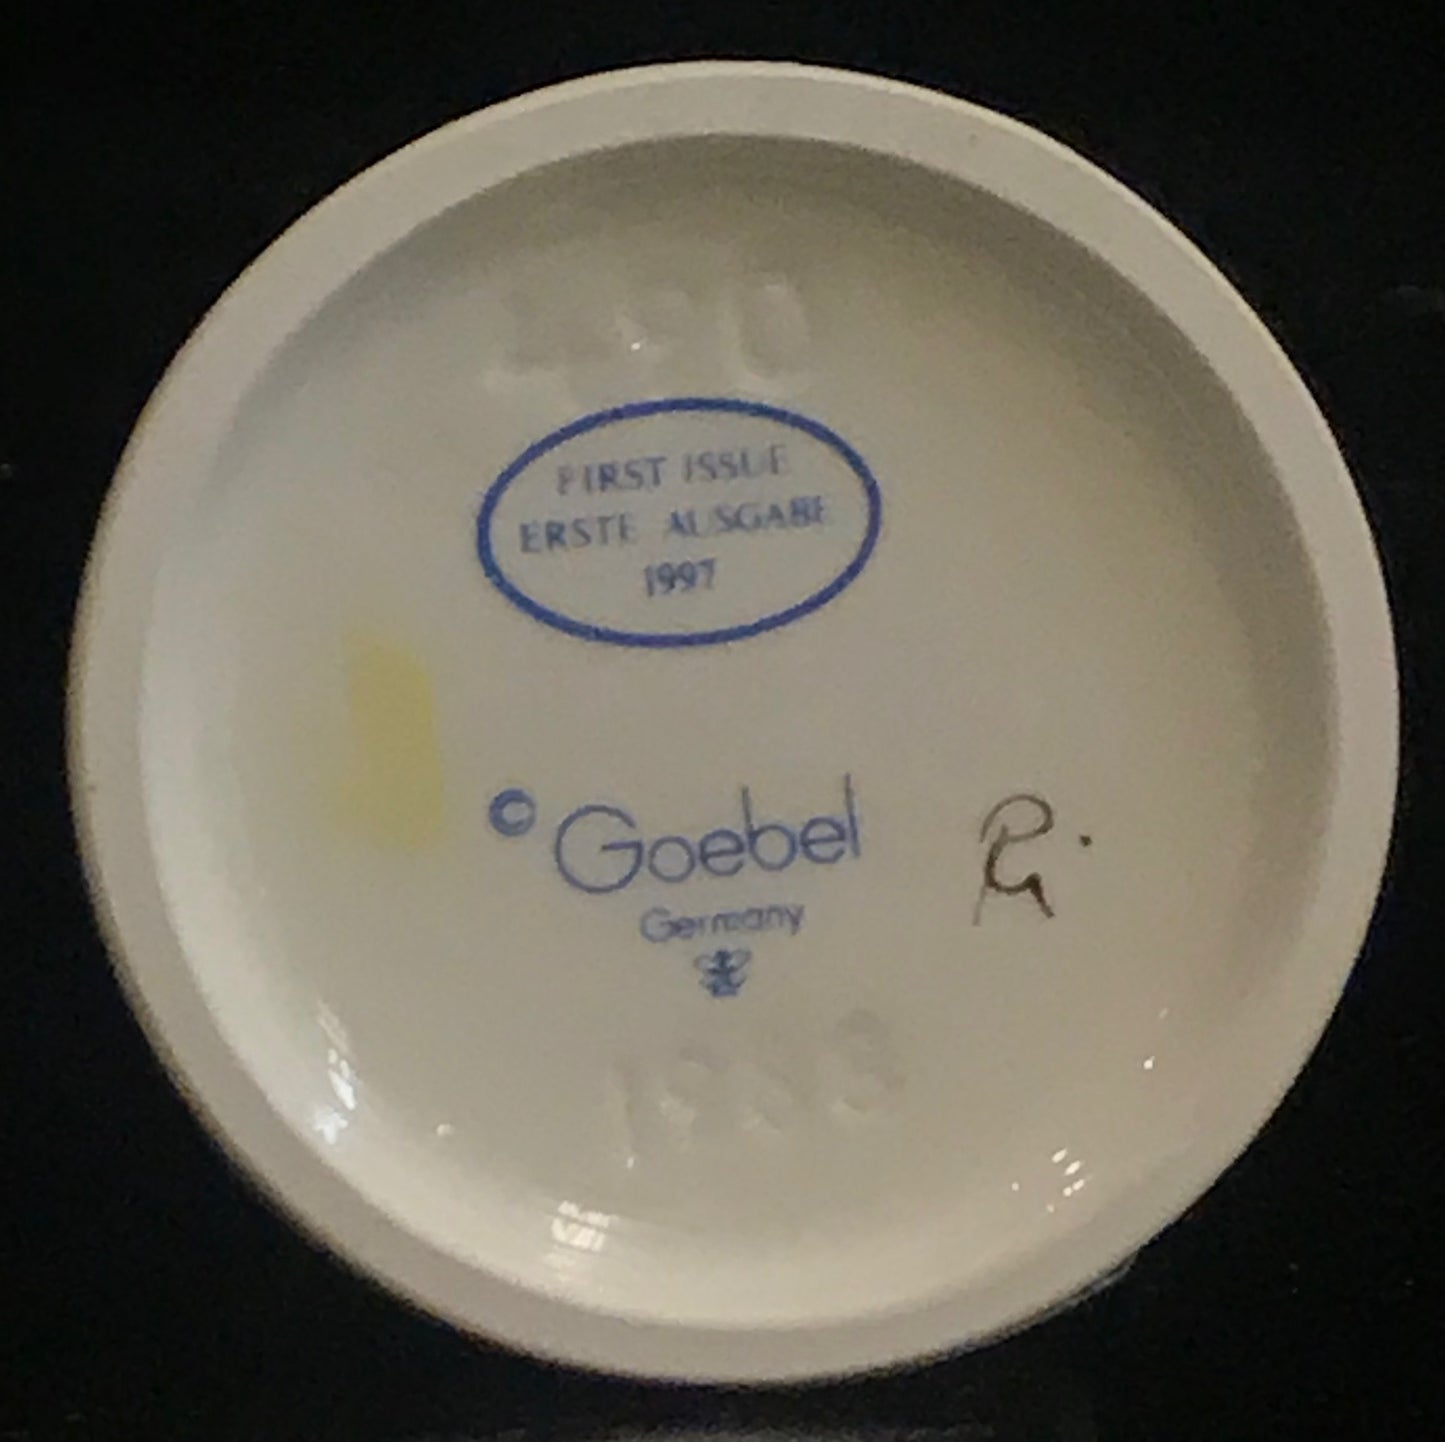 FIRST ISSUE
ERSTE AUSGABE
1997
© Goebel
Germany